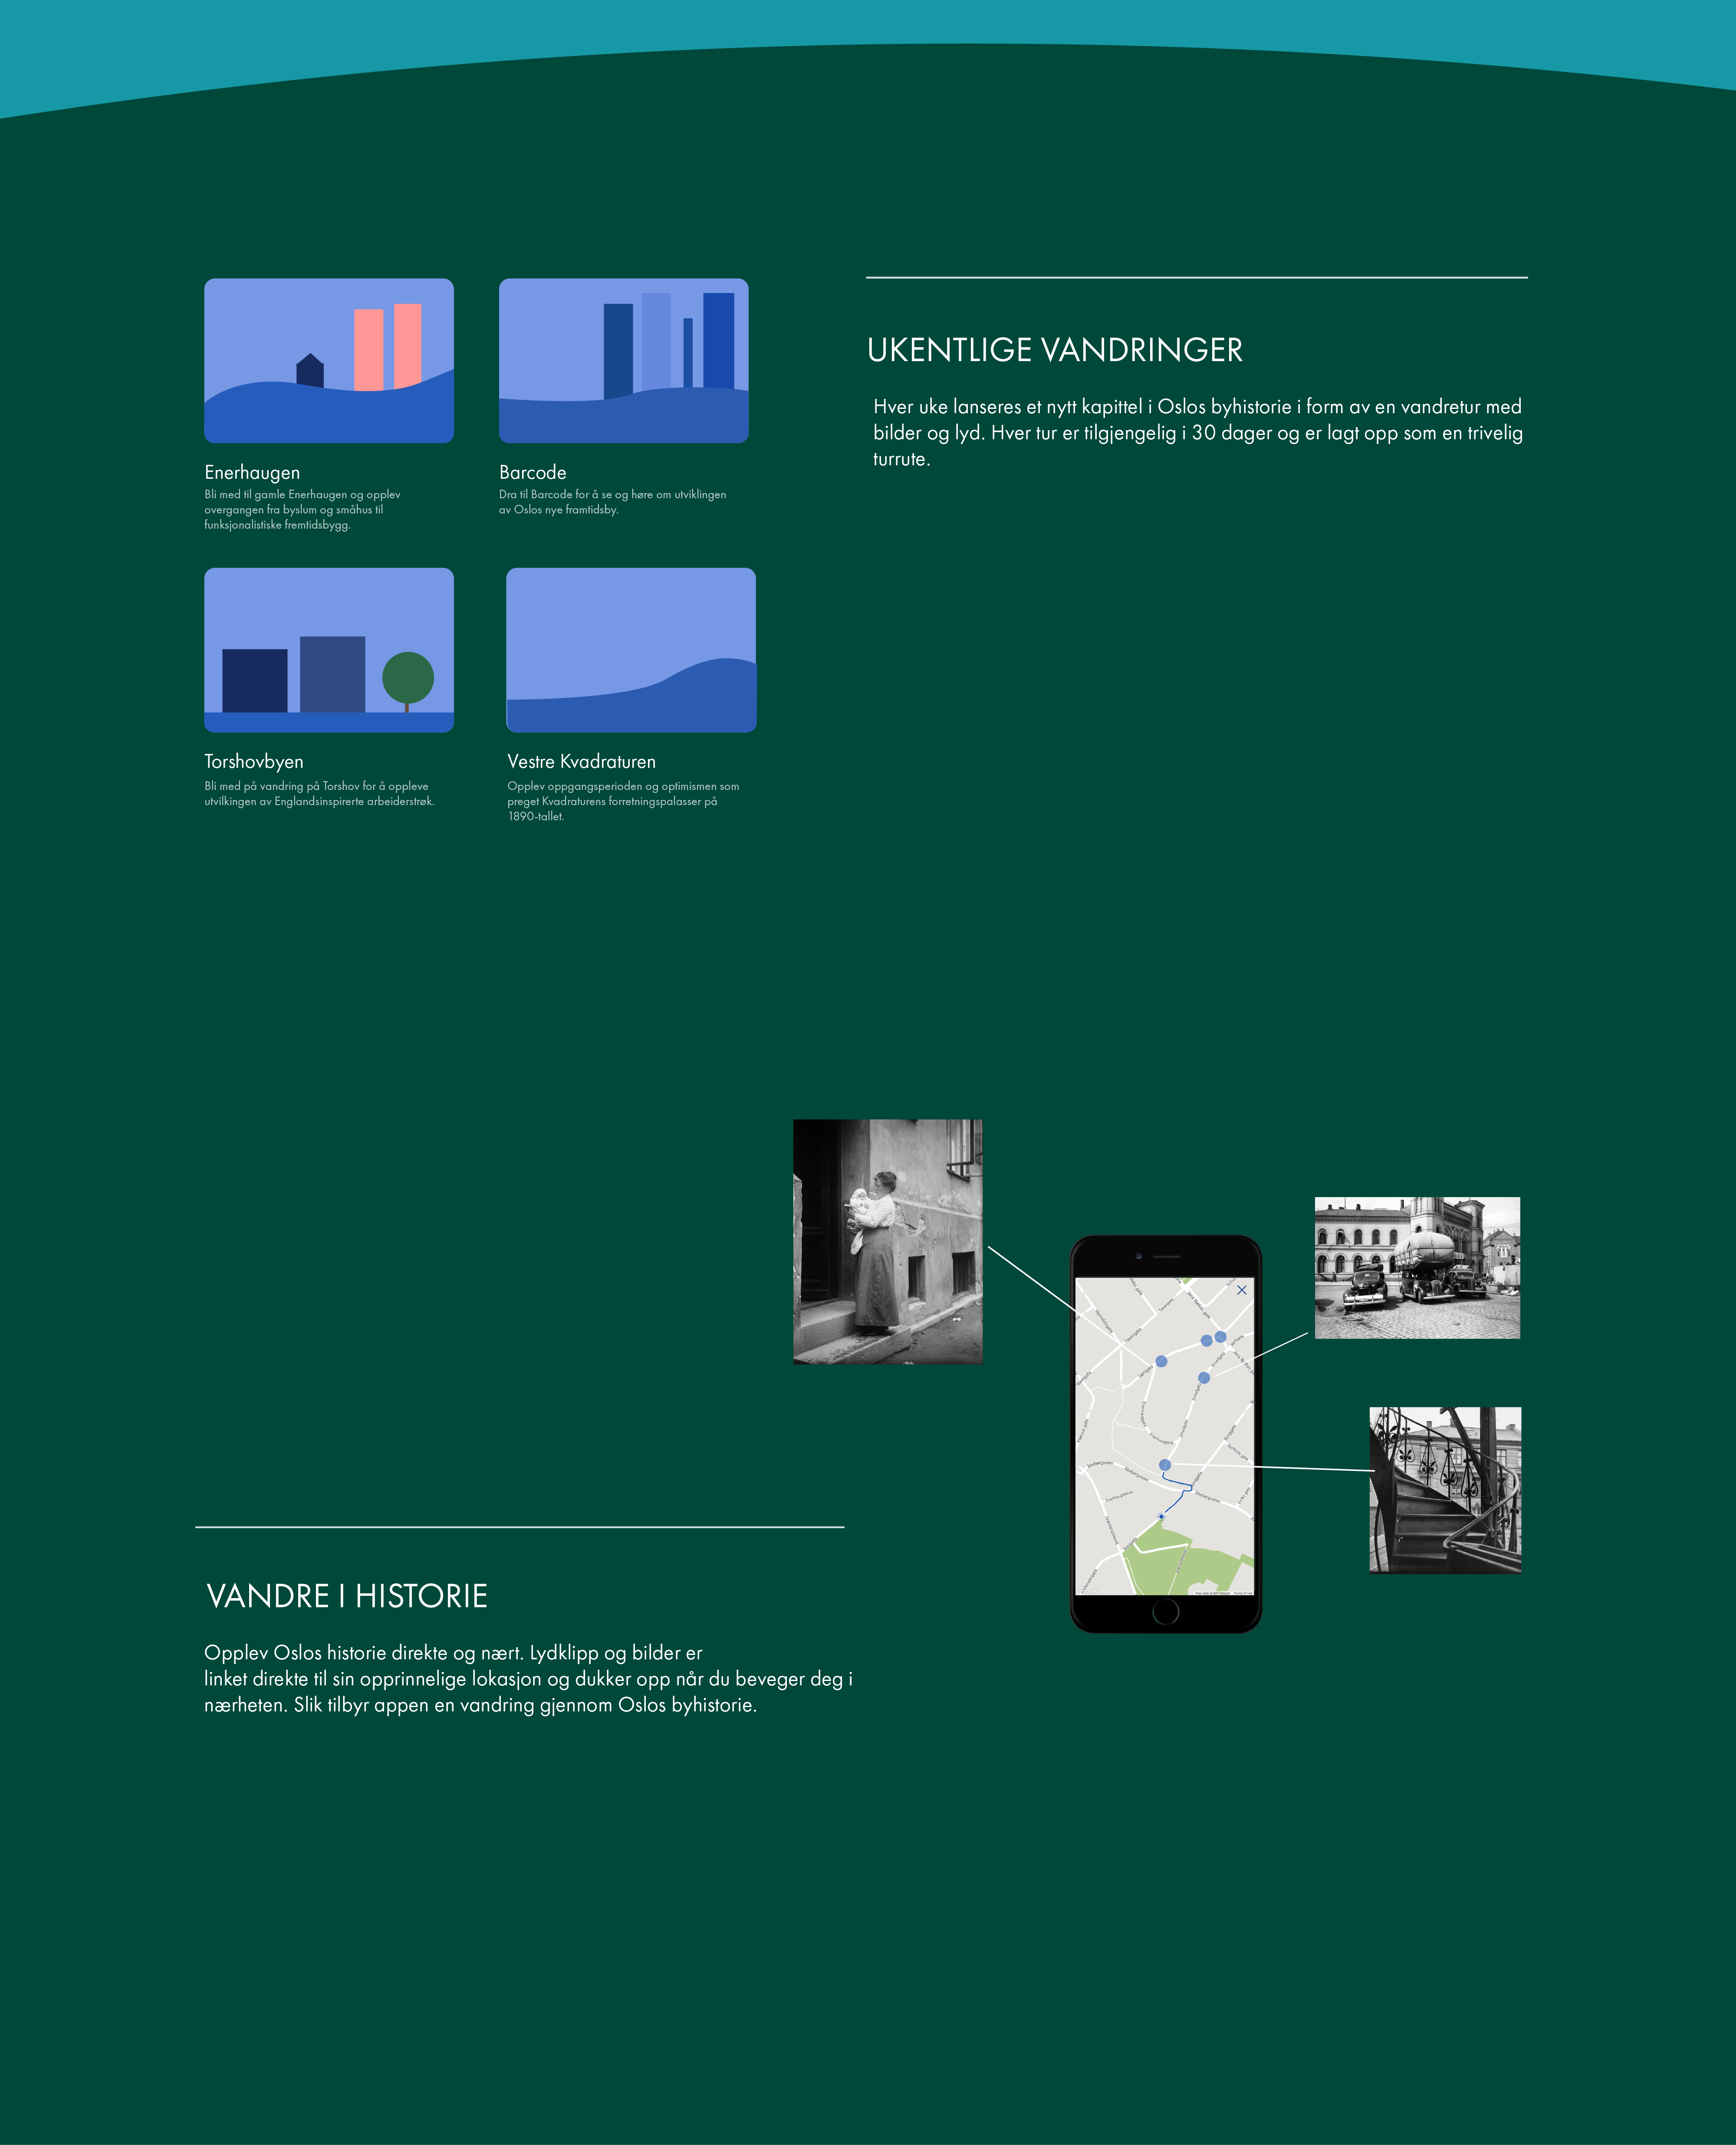 UKENTLIGE VANDRINGER
Hver uke lanseres et nytt kapittel i Oslos byhistorie i form av en vandretur med
bilder og lyd. Hver tur er tilgjengelig i 30 dager og er lagt opp som en trivelig
turrute.
Enerhaugen
Bli med til gamle Enerhaugen og opplev
overgangen fra byslum og småhus til
funksjonalistiske fremtidsbygg.
Barcode
Dra til Barcode for å se og høre om utviklingen
av Oslos nye framtidsby.
Torshovbyen
Bli med på vandring på Torshov for å oppleve
utvilkingen av Englandsinspirerte arbeiderstrøk.
Vestre Kvadraturen
Opplev oppgangsperioden og optimismen som
preget Kvadraturens forretningspalasser på
1890-tallet.
VANDRE I HISTORIE
Opplev Oslos historie direkte og nært. Lydklipp og bilder er
linket direkte til sin opprinnelige lokasjon og dukker opp når du beveger deg i
nærheten. Slik tilbyr appen en vandring gjennom Oslos byhistorie.